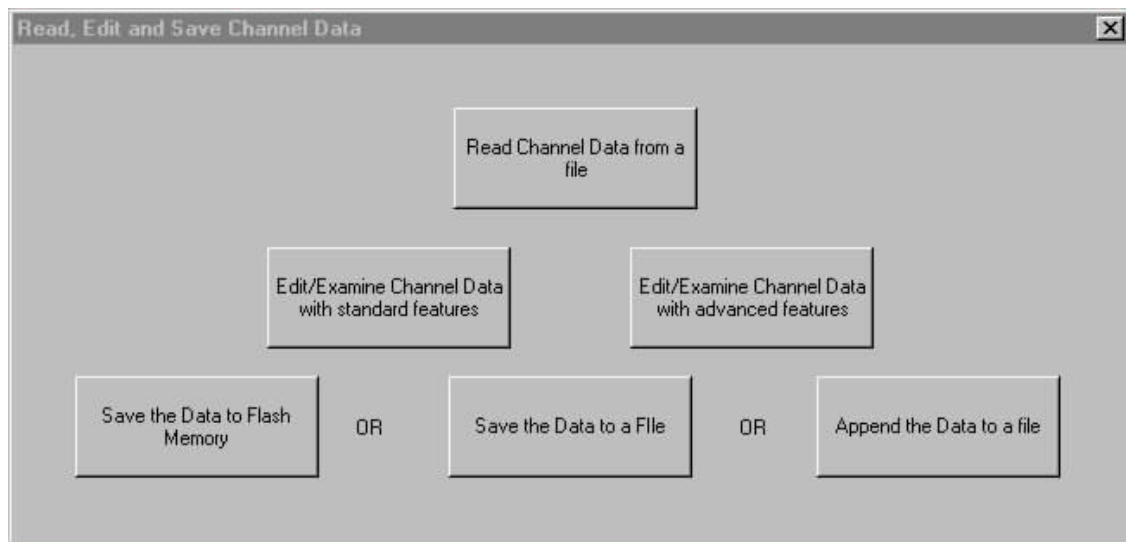 Read, Edit and Save Channel Data
Read Channel Data from a
file
Edit/Examine Channel Data
with standard features
Edit/Examine Channel Data
with advanced features
Save the Data to Flash
Memory
OR
Save the Data to a FIle
OR
Append the Data to a file